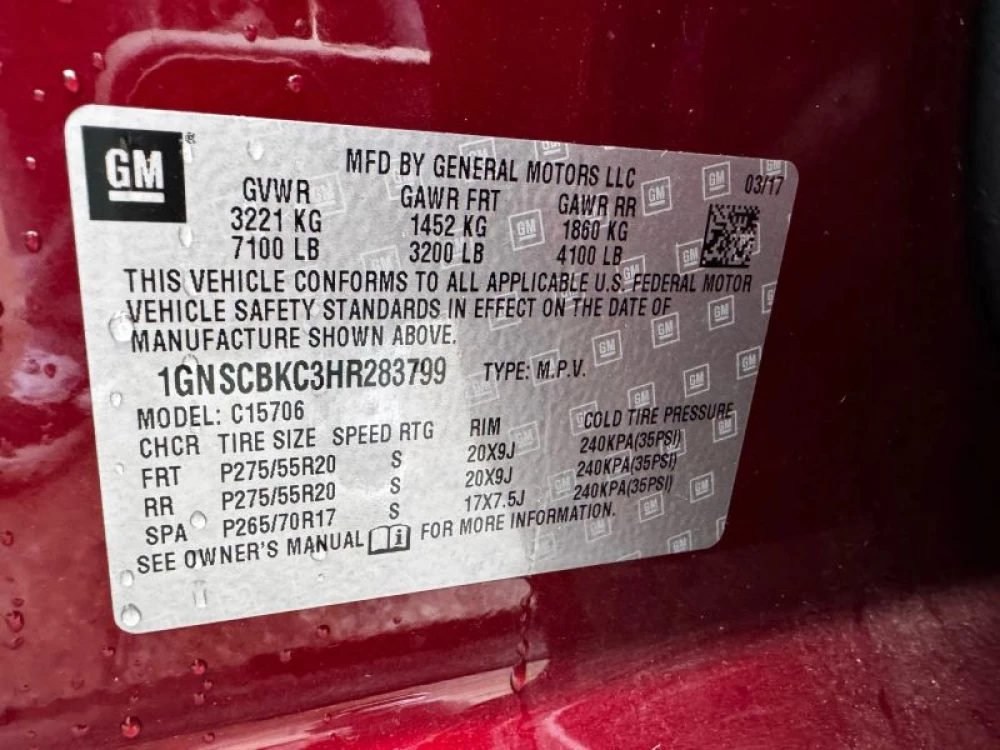 GM
MFD BY GENERAL MOTORS LLC
03/17
GVWR GAWR FRT GAWR RR
3221 KG 1452 KG 1860 KG
7100 LB 3200 LB 4100 LB
THIS VEHICLE CONFORMS TO ALL APPLICABLE U.S. FEDERAL MOTOR
VEHICLE SAFETY STANDARDS IN EFFECT ON THE DATE OF
MANUFACTURE SHOWN ABOVE.
1GNSCBKC3HR283799 TYPE: M.P.V.
MODEL: C15706
CHCR TIRE SIZE SPEED RTG RIM COLD TIRE PRESSURE
FRT P275/55R20 S 20X9J 240KPA(35PSI)
RR P275/55R20 S 20X9J 240KPA(35PSI)
SPA P265/70R17 S 17X7.5J 240KPA(35PSI)
SEE OWNER'S MANUAL FOR MORE INFORMATION.